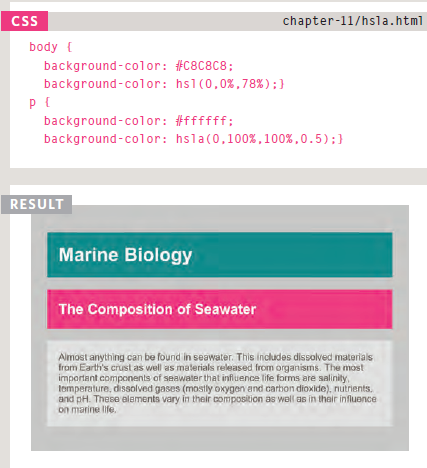 CSS
chapter-11/hsla.html
body {
background-color: #C8C8C8;
background-color: hsl(0,0%,78%);}
p {
background-color: #ffffff;
background-color: hsla(0,100%,100%,0.5);}
RESULT
Marine Biology
The Composition of Seawater
Almost anything can be found in seawater. This includes dissolved materials
from Earth's crust as well as materials released from organisms. The most
important components of seawater that influence life forms are salinity,
temperature, dissolved gases (mostly oxygen and carbon dioxide), nutrients,
and pH. These elements vary in their composition as well as in their influence
on marine life.